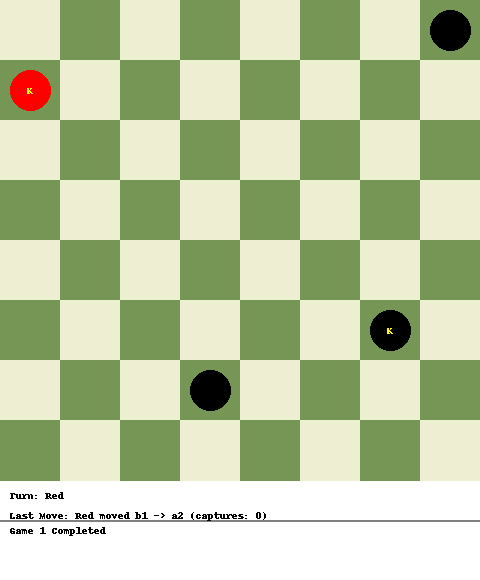 K
K
Turn: Red
Last Move: Red moved b1 -> a2 (captures: 0)
Game 1 Completed